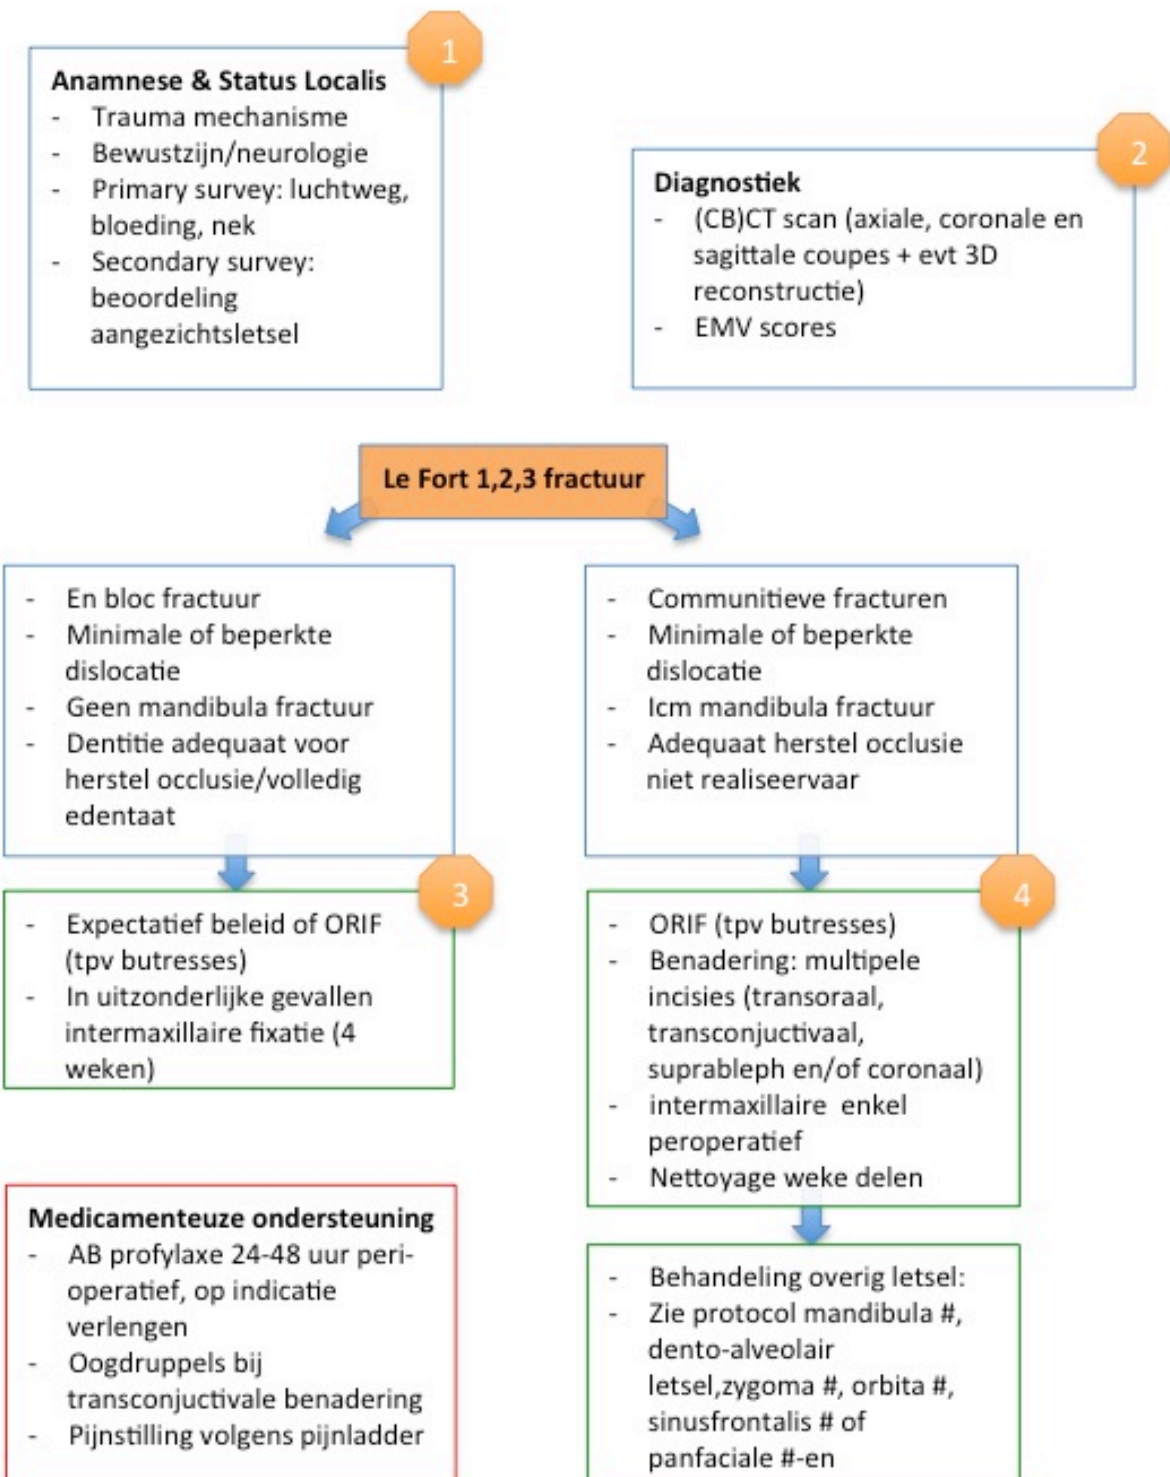 1
Anamnese & Status Localis
- Trauma mechanisme
- Bewustzijn/neurologie
- Primary survey: luchtweg,
bloeding, nek
- Secondary survey:
beoordeling
aangezichtsletsel
2
Diagnostiek
- (CB)CT scan (axiale, coronale en
sagittale coupes + evt 3D
reconstructie)
- EMV scores
Le Fort 1,2,3 fractuur
- En bloc fractuur
- Minimale of beperkte
dislocatie
- Geen mandibula fractuur
- Dentitie adequaat voor
herstel occlusie/volledig
edentaat
- Communitieve fracturen
- Minimale of beperkte
dislocatie
- Icm mandibula fractuur
- Adequaat herstel occlusie
niet realiseervaar
3
- Expectatief beleid of ORIF
(tpv butresses)
- In uitzonderlijke gevallen
intermaxillaire fixatie (4
weken)
4
- ORIF (tpv butresses)
- Benadering: multipele
incisies (transoraal,
transconjuctivaal,
suprableph en/of coronaal)
- intermaxillaire enkel
peroperatief
- Nettoyage weke delen
Medicamenteuze ondersteuning
- AB profylaxe 24-48 uur peri-
operatief, op indicatie
verlengen
- Oogdruppels bij
transconjuctivale benadering
- Pijnstilling volgens pijnladder
- Behandeling overig letsel:
- Zie protocol mandibula #,
dento-alveolair
letsel,zygoma #, orbita #,
sinusfrontalis # of
panfaciale #-en